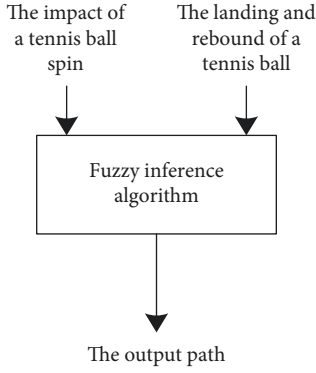 The impact of
a tennis ball
spin
The landing and
rebound of a
tennis ball
Fuzzy inference
algorithm
The output path